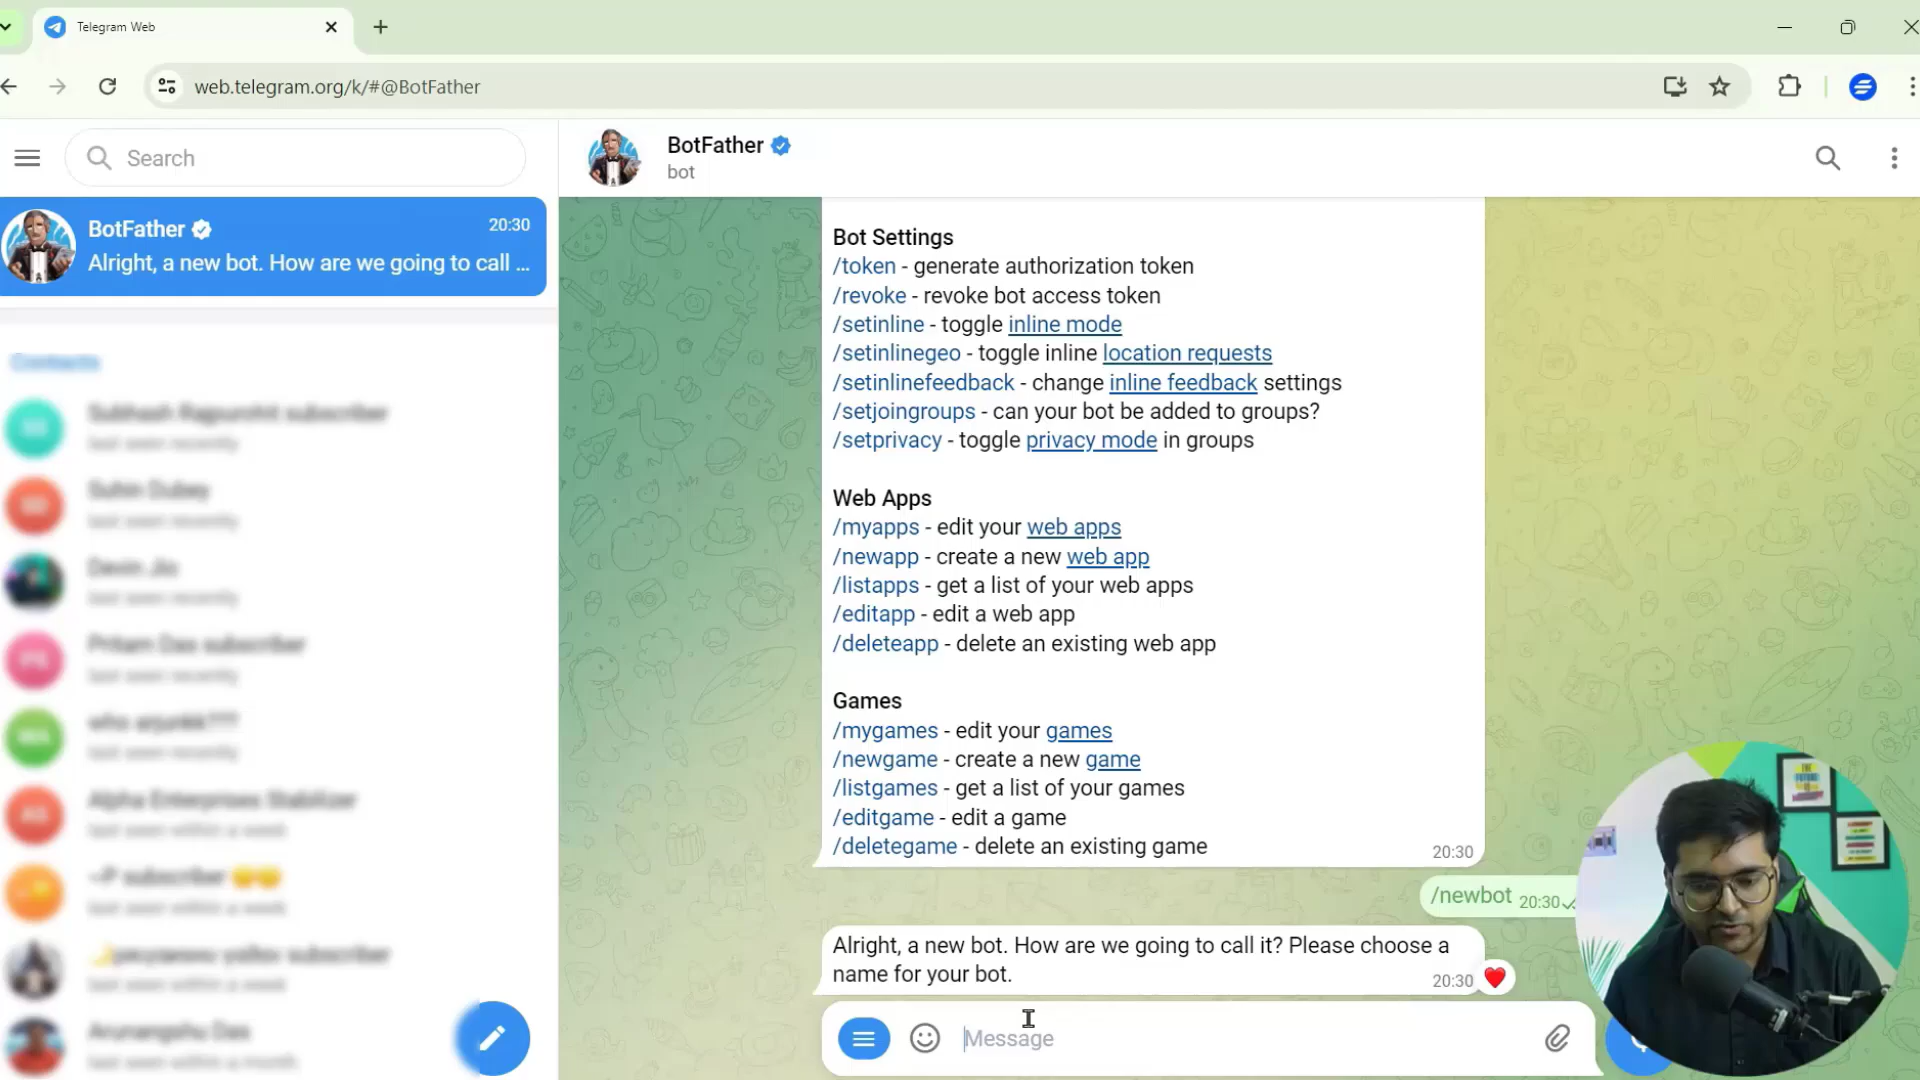 Telegram Web
web.telegram.org/k/#@BotFather
Search
BotFather
20:30
Alright, a new bot. How are we going to call ...
Contacts
BotFather
bot
Bot Settings
/token - generate authorization token
/revoke - revoke bot access token
/setinline - toggle inline mode
/setinlinegeo - toggle inline location requests
/setinlinefeedback - change inline feedback settings
/setjoingroups - can your bot be added to groups?
/setprivacy - toggle privacy mode in groups
Web Apps
/myapps - edit your web apps
/newapp - create a new web app
/listapps - get a list of your web apps
/editapp - edit a web app
/deleteapp - delete an existing web app
Games
/mygames - edit your games
/newgame - create a new game
/listgames - get a list of your games
/editgame - edit a game
/deletegame - delete an existing game
20:30
/newbot 20:30
Alright, a new bot. How are we going to call it? Please choose a
name for your bot.
20:30
Message